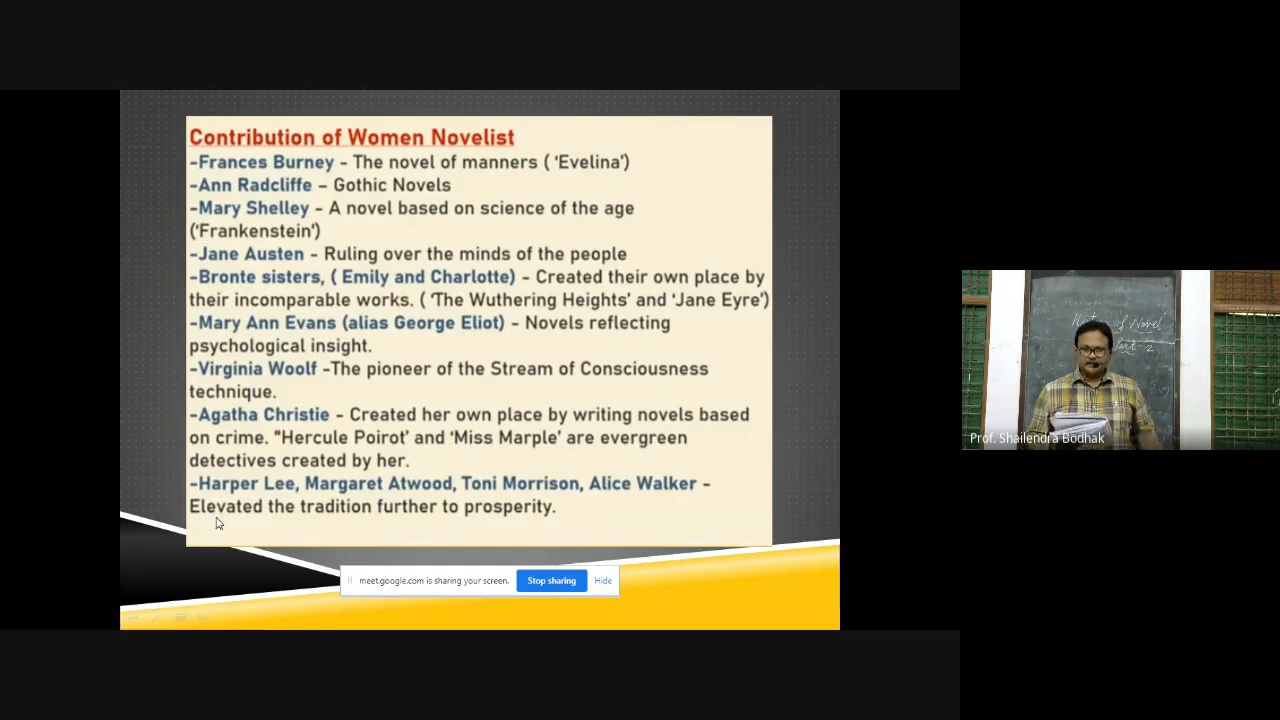 Contribution of Women Novelist
-Frances Burney - The novel of manners ( ‘Evelina’)
-Ann Radcliffe – Gothic Novels
-Mary Shelley - A novel based on science of the age
(‘Frankenstein’)
-Jane Austen - Ruling over the minds of the people
-Bronte sisters, ( Emily and Charlotte) - Created their own place by
their incomparable works. ( ‘The Wuthering Heights’ and ‘Jane Eyre’)
-Mary Ann Evans (alias George Eliot) - Novels reflecting
psychological insight.
-Virginia Woolf -The pioneer of the Stream of Consciousness
technique.
-Agatha Christie - Created her own place by writing novels based
on crime. "Hercule Poirot’ and ‘Miss Marple’ are evergreen
detectives created by her.
-Harper Lee, Margaret Atwood, Toni Morrison, Alice Walker -
Elevated the tradition further to prosperity.
meet.google.com is sharing your screen. Stop sharing Hide
of Novel
Part - 2
Prof. Shailendra Bodhak